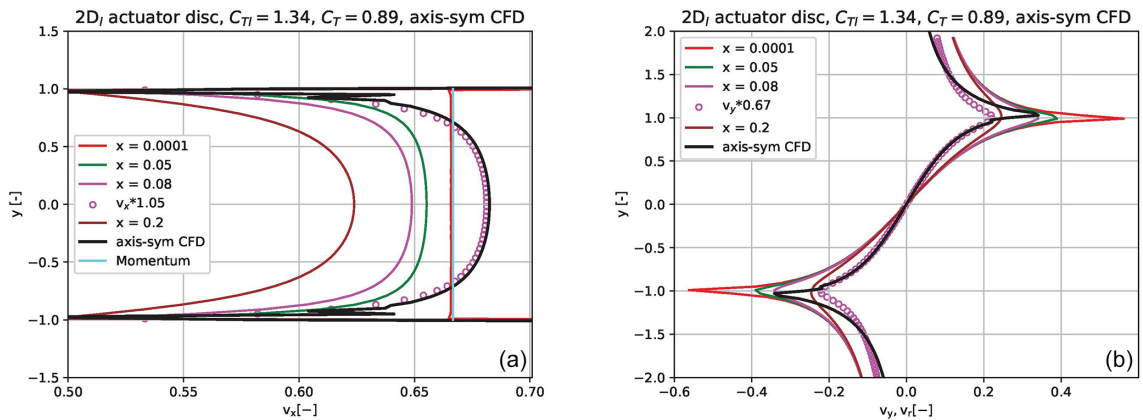 2D_I actuator disc, C_{TI} = 1.34, C_T = 0.89, axis-sym CFD
1.5
1.0
0.5
0.0
−0.5
−1.0
−1.5
y [-]
x = 0.0001
x = 0.05
x = 0.08
v_x*1.05
x = 0.2
axis-sym CFD
Momentum
(a)
0.50
0.55
0.60
0.65
0.70
v_x[−]
2D_I actuator disc, C_{TI} = 1.34, C_T = 0.89, axis-sym CFD
2.0
1.5
1.0
0.5
0.0
−0.5
−1.0
−1.5
−2.0
y [-]
x = 0.0001
x = 0.05
x = 0.08
v_y*0.67
x = 0.2
axis-sym CFD
(b)
−0.6
−0.4
−0.2
0.0
0.2
0.4
v_y, v_r[−]